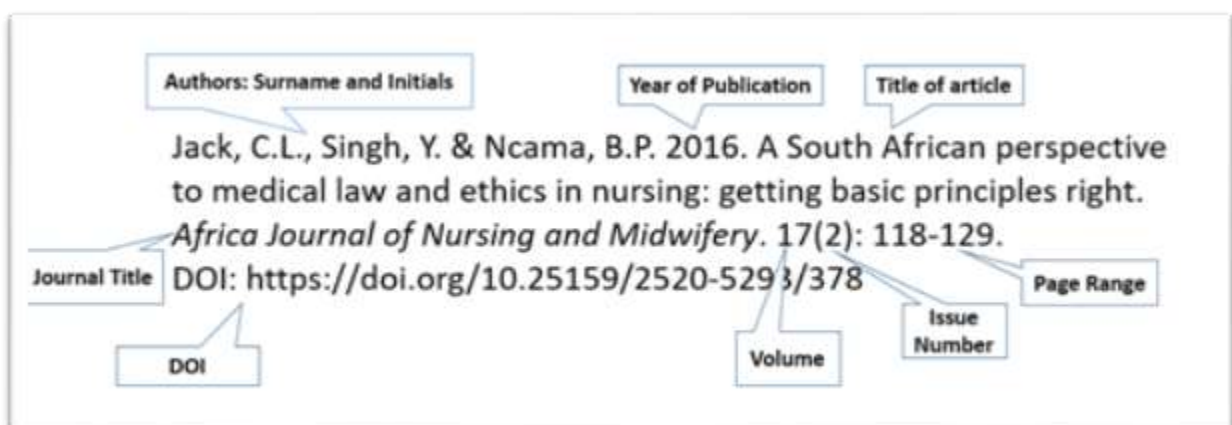 Authors: Surname and Initials
Year of Publication
Title of article
Jack, C.L., Singh, Y. & Ncama, B.P. 2016. A South African perspective
to medical law and ethics in nursing: getting basic principles right.
Africa Journal of Nursing and Midwifery. 17(2): 118-129.
Journal Title
DOI: https://doi.org/10.25159/2520-5293/378
Page Range
Issue
Number
Volume
DOI